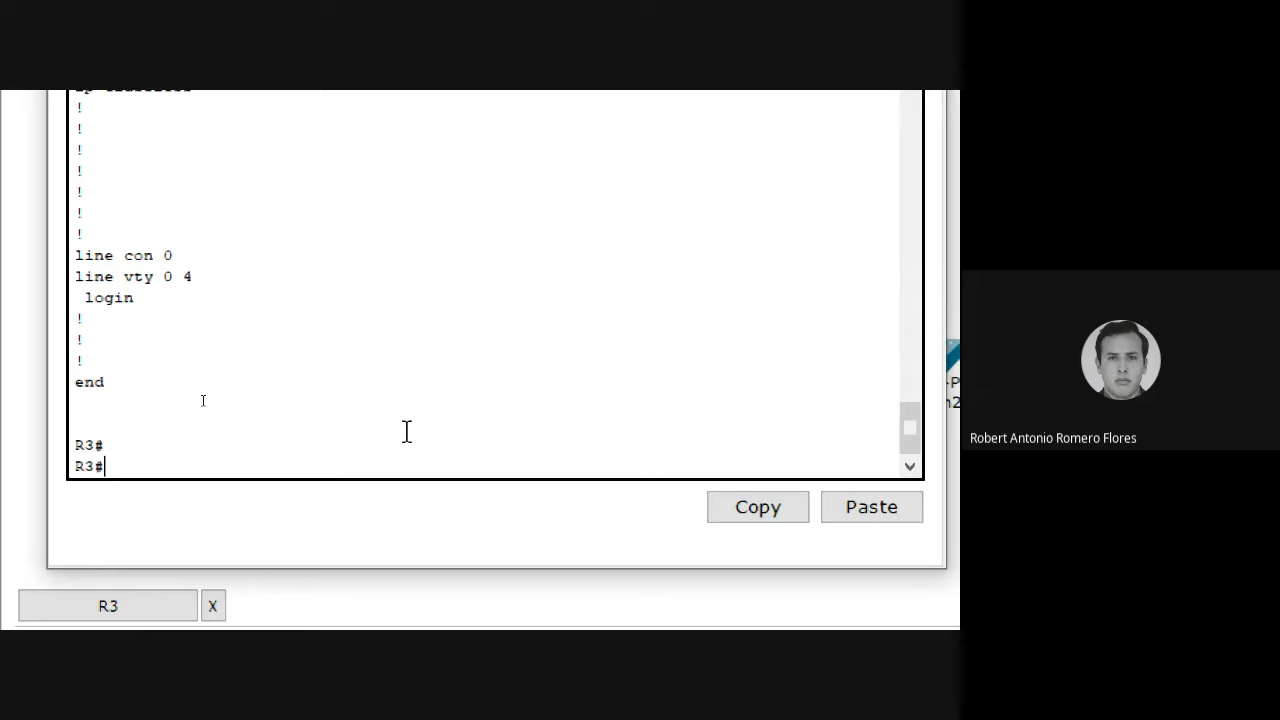 !
!
!
!
!
!
!
line con 0
line vty 0 4
login
!
!
!
end
R3#
R3#
Copy
Paste
R3
X
Robert Antonio Romero Flores